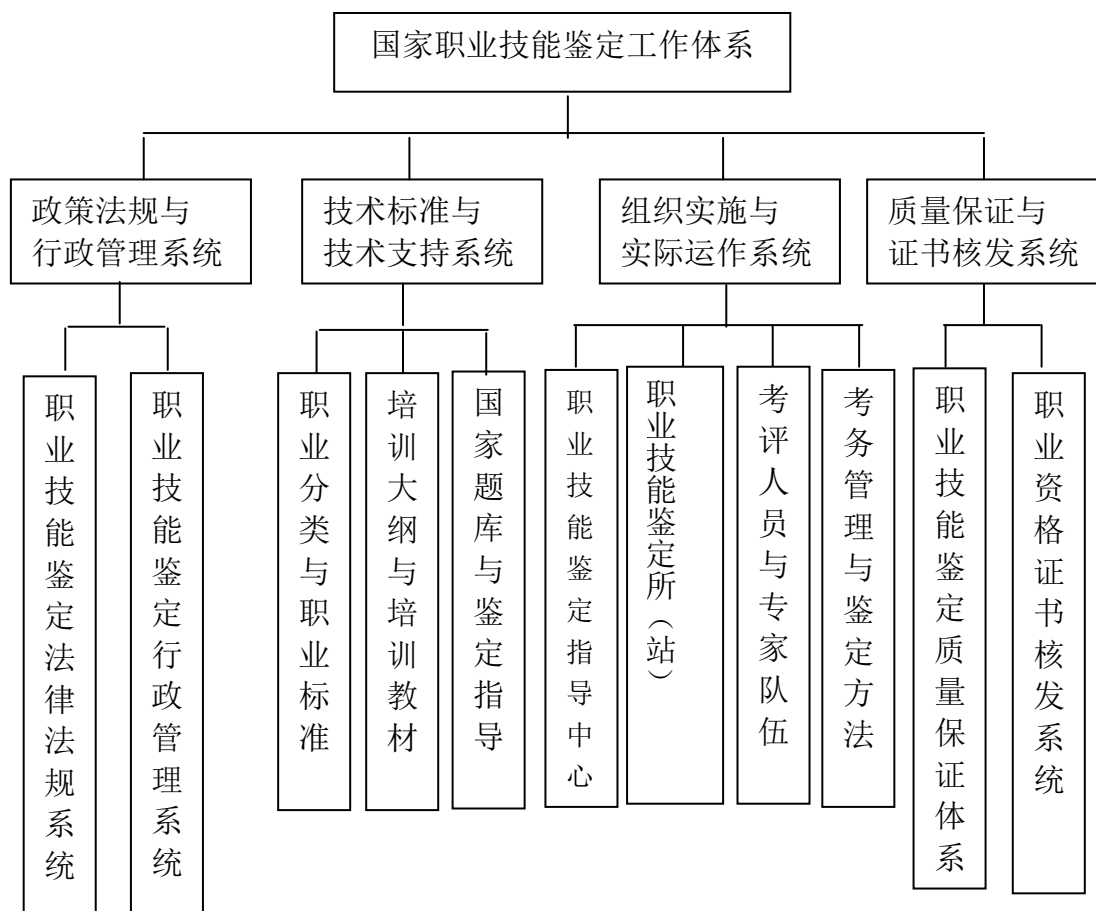 国家职业技能鉴定工作体系
政策法规与
行政管理系统
技术标准与
技术支持系统
组织实施与
实际运作系统
质量保证与
证书核发系统
职业技能鉴定法律法规系统
职业技能鉴定行政管理系统
职业分类与职业标准
培训大纲与培训教材
国家题库与鉴定指导
职业技能鉴定指导中心
职业技能鉴定所（站）
考评人员与专家队伍
考务管理与鉴定方法
职业技能鉴定质量保证体系
职业资格证书核发系统